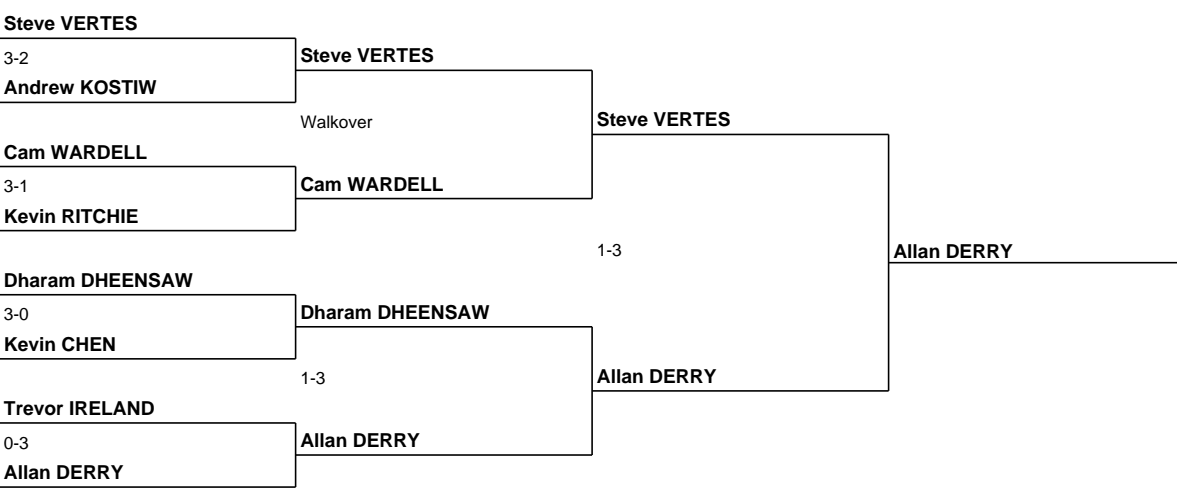 Steve VERTES
3-2
Andrew KOSTIW
Cam WARDELL
3-1
Kevin RITCHIE
Dharam DHEENSAW
3-0
Kevin CHEN
Trevor IRELAND
0-3
Allan DERRY
Steve VERTES
Walkover
Cam WARDELL
Dharam DHEENSAW
1-3
Allan DERRY
Steve VERTES
1-3
Allan DERRY
Allan DERRY